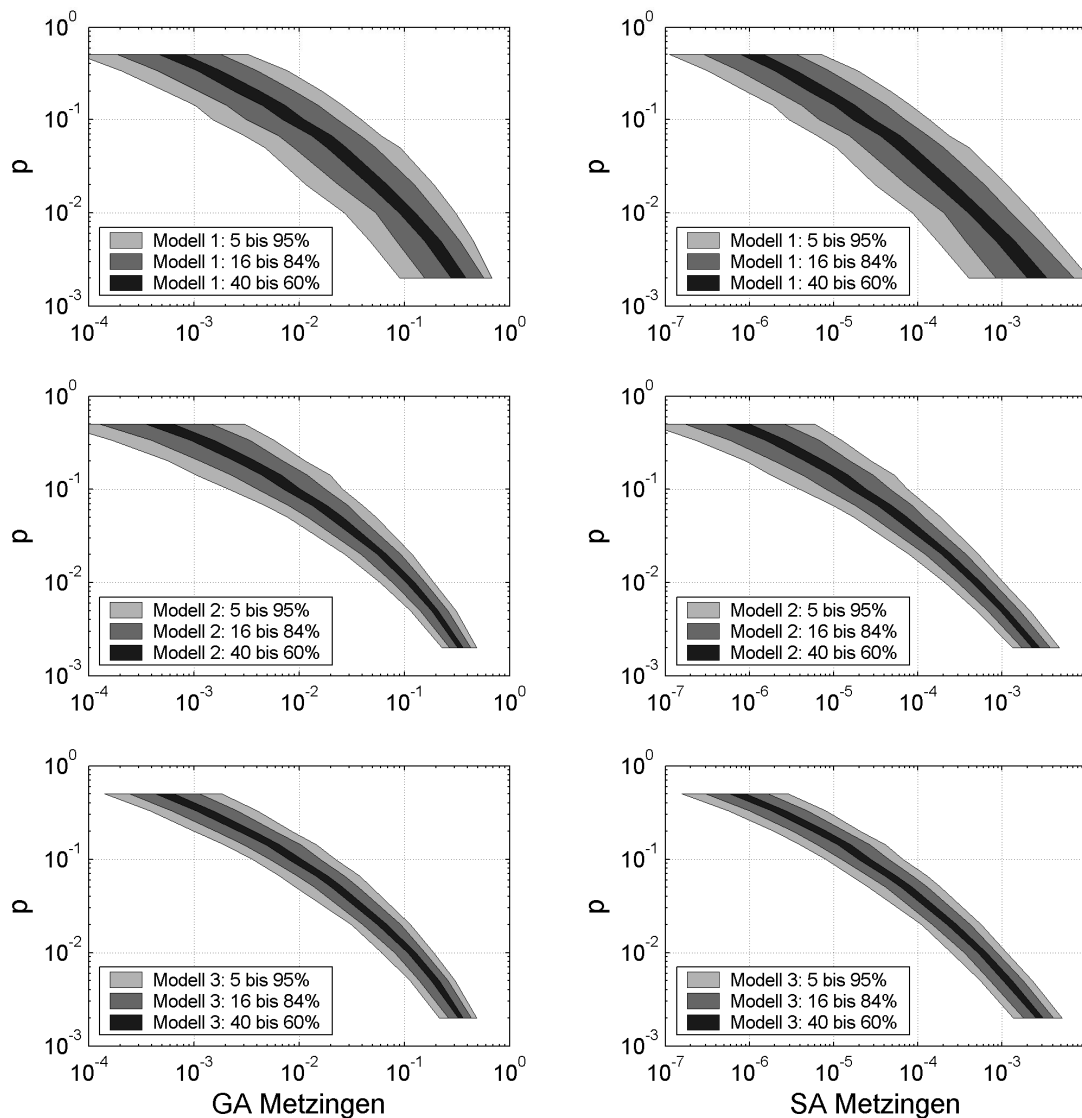 10^0
10^-1
p
10^-2
10^-3
Modell 1: 5 bis 95%
Modell 1: 16 bis 84%
Modell 1: 40 bis 60%
10^-4 10^-3 10^-2 10^-1 10^0
10^0
10^-1
p
10^-2
10^-3
Modell 1: 5 bis 95%
Modell 1: 16 bis 84%
Modell 1: 40 bis 60%
10^-7 10^-6 10^-5 10^-4 10^-3
10^0
10^-1
p
10^-2
10^-3
Modell 2: 5 bis 95%
Modell 2: 16 bis 84%
Modell 2: 40 bis 60%
10^-4 10^-3 10^-2 10^-1 10^0
10^0
10^-1
p
10^-2
10^-3
Modell 2: 5 bis 95%
Modell 2: 16 bis 84%
Modell 2: 40 bis 60%
10^-7 10^-6 10^-5 10^-4 10^-3
10^0
10^-1
p
10^-2
10^-3
Modell 3: 5 bis 95%
Modell 3: 16 bis 84%
Modell 3: 40 bis 60%
10^-4 10^-3 10^-2 10^-1 10^0
GA Metzingen
10^0
10^-1
p
10^-2
10^-3
Modell 3: 5 bis 95%
Modell 3: 16 bis 84%
Modell 3: 40 bis 60%
10^-7 10^-6 10^-5 10^-4 10^-3
SA Metzingen